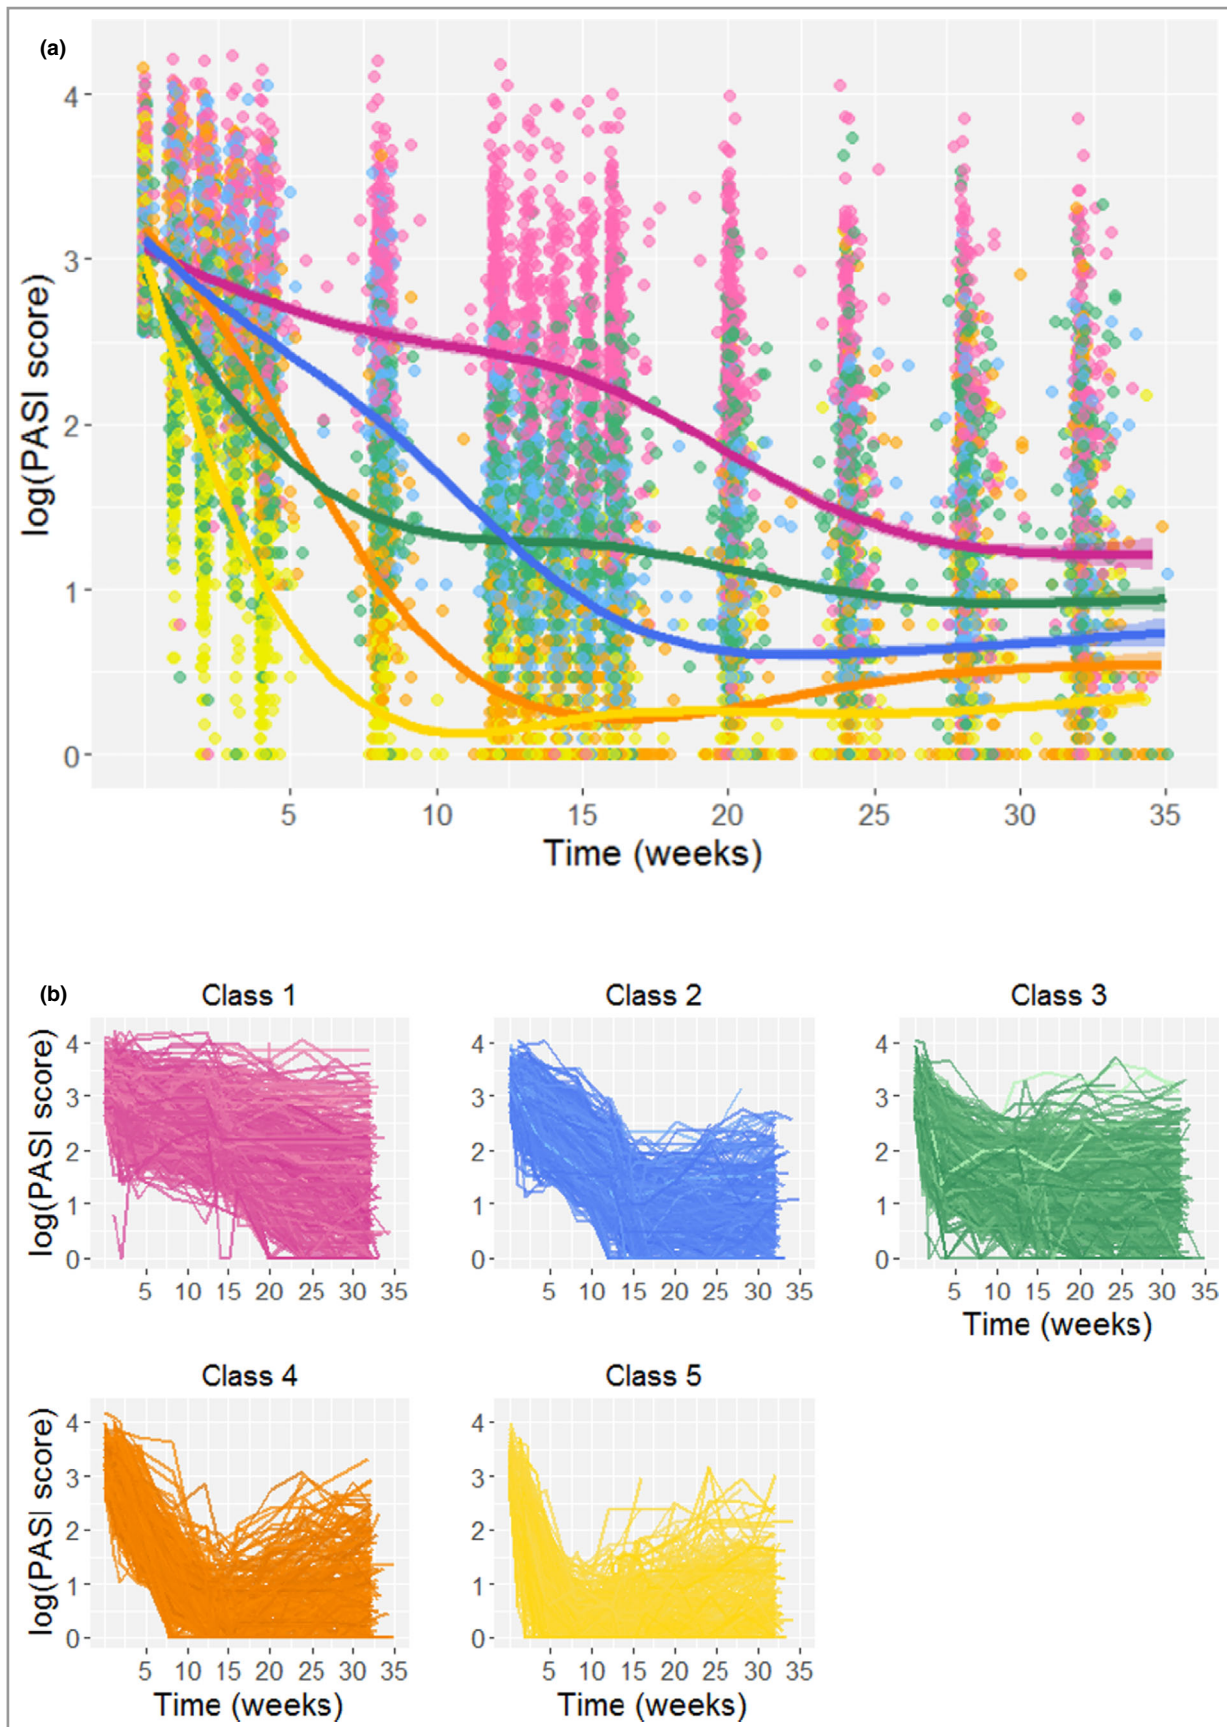 (a)
log(PASI score)
4
3
2
1
0
5 10 15 20 25 30 35
Time (weeks)
(b)
Class 1 Class 2 Class 3
log(PASI score)
4 4 4
3 3 3
2 2 2
1 1 1
0 0 0
5 10 15 20 25 30 35 5 10 15 20 25 30 35 5 10 15 20 25 30 35
Time (weeks)
Class 4 Class 5
log(PASI score)
4 4
3 3
2 2
1 1
0 0
5 10 15 20 25 30 35 5 10 15 20 25 30 35
Time (weeks) Time (weeks)